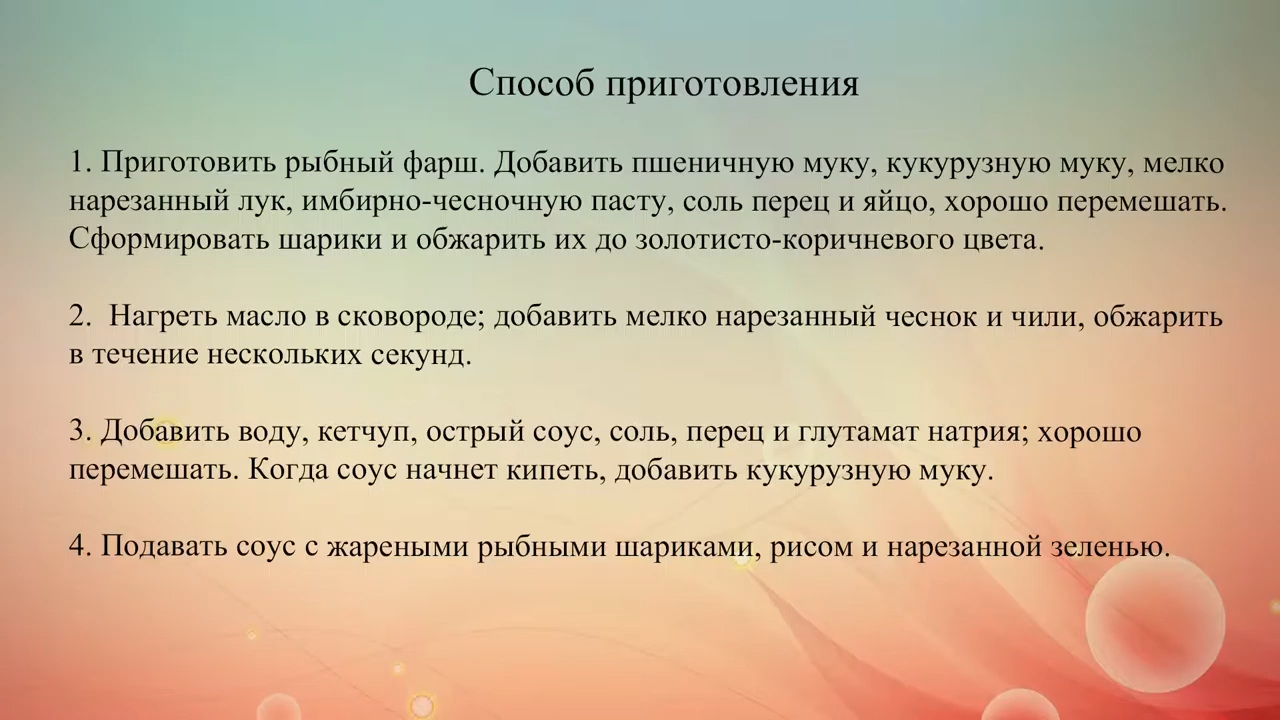 Способ приготовления
1. Приготовить рыбный фарш. Добавить пшеничную муку, кукурузную муку, мелко
нарезанный лук, имбирно-чесночную пасту, соль перец и яйцо, хорошо перемешать.
Сформировать шарики и обжарить их до золотисто-коричневого цвета.
2. Нагреть масло в сковороде; добавить мелко нарезанный чеснок и чили, обжарить
в течение нескольких секунд.
3. Добавить воду, кетчуп, острый соус, соль, перец и глутамат натрия; хорошо
перемешать. Когда соус начнет кипеть, добавить кукурузную муку.
4. Подавать соус с жареными рыбными шариками, рисом и нарезанной зеленью.